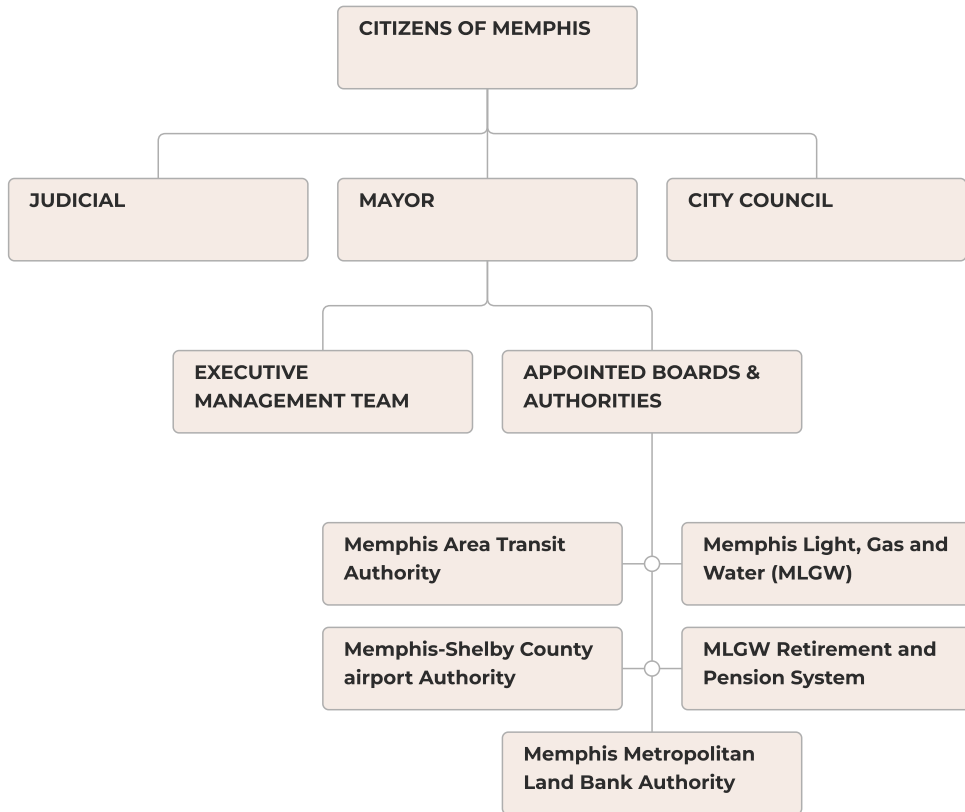 CITIZENS OF MEMPHIS
JUDICIAL
MAYOR
CITY COUNCIL
EXECUTIVE
MANAGEMENT TEAM
APPOINTED BOARDS &
AUTHORITIES
Memphis Area Transit
Authority
Memphis Light, Gas and
Water (MLGW)
Memphis-Shelby County
airport Authority
MLGW Retirement and
Pension System
Memphis Metropolitan
Land Bank Authority